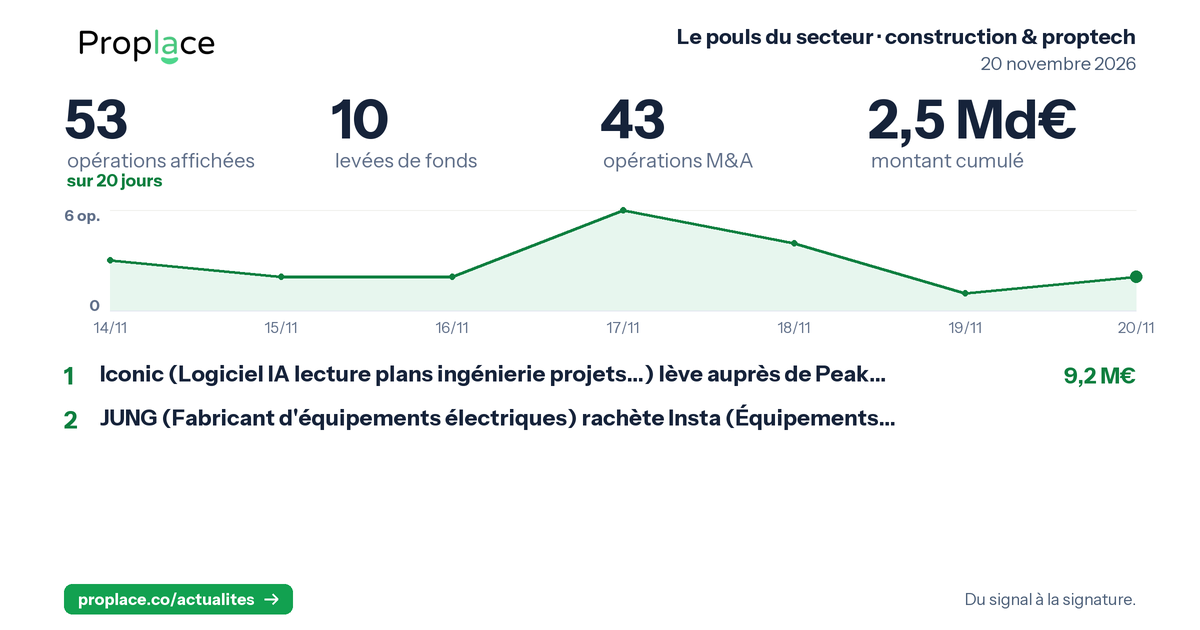 Proplace
Le pouls du secteur · construction & proptech
20 novembre 2026
53
opérations affichées
sur 20 jours
10
levées de fonds
43
opérations M&A
2,5 Md€
montant cumulé
6 op.
0
14/11 15/11 16/11 17/11 18/11 19/11 20/11
1 Iconic (Logiciel IA lecture plans ingénierie projets...) lève auprès de Peak... 9,2 M€
2 JUNG (Fabricant d'équipements électriques) rachète Insta (Équipements...
proplace.co/actualites →
Du signal à la signature.